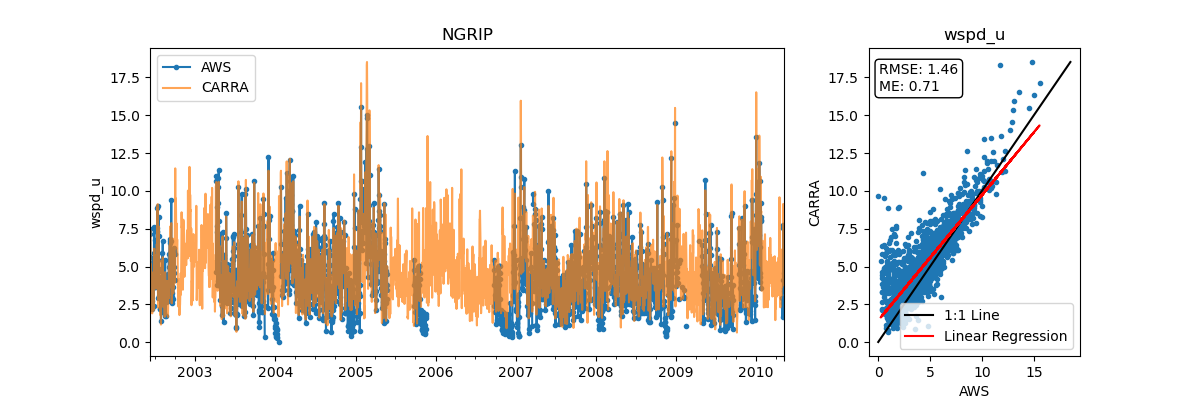 NGRIP
wspd_u
17.5
15.0
12.5
10.0
7.5
5.0
2.5
0.0
AWS
CARRA
2003
2004
2005
2006
2007
2008
2009
2010
wspd_u
CARRA
17.5
15.0
12.5
10.0
7.5
5.0
2.5
0.0
RMSE: 1.46
ME: 0.71
1:1 Line
Linear Regression
0
5
10
15
AWS